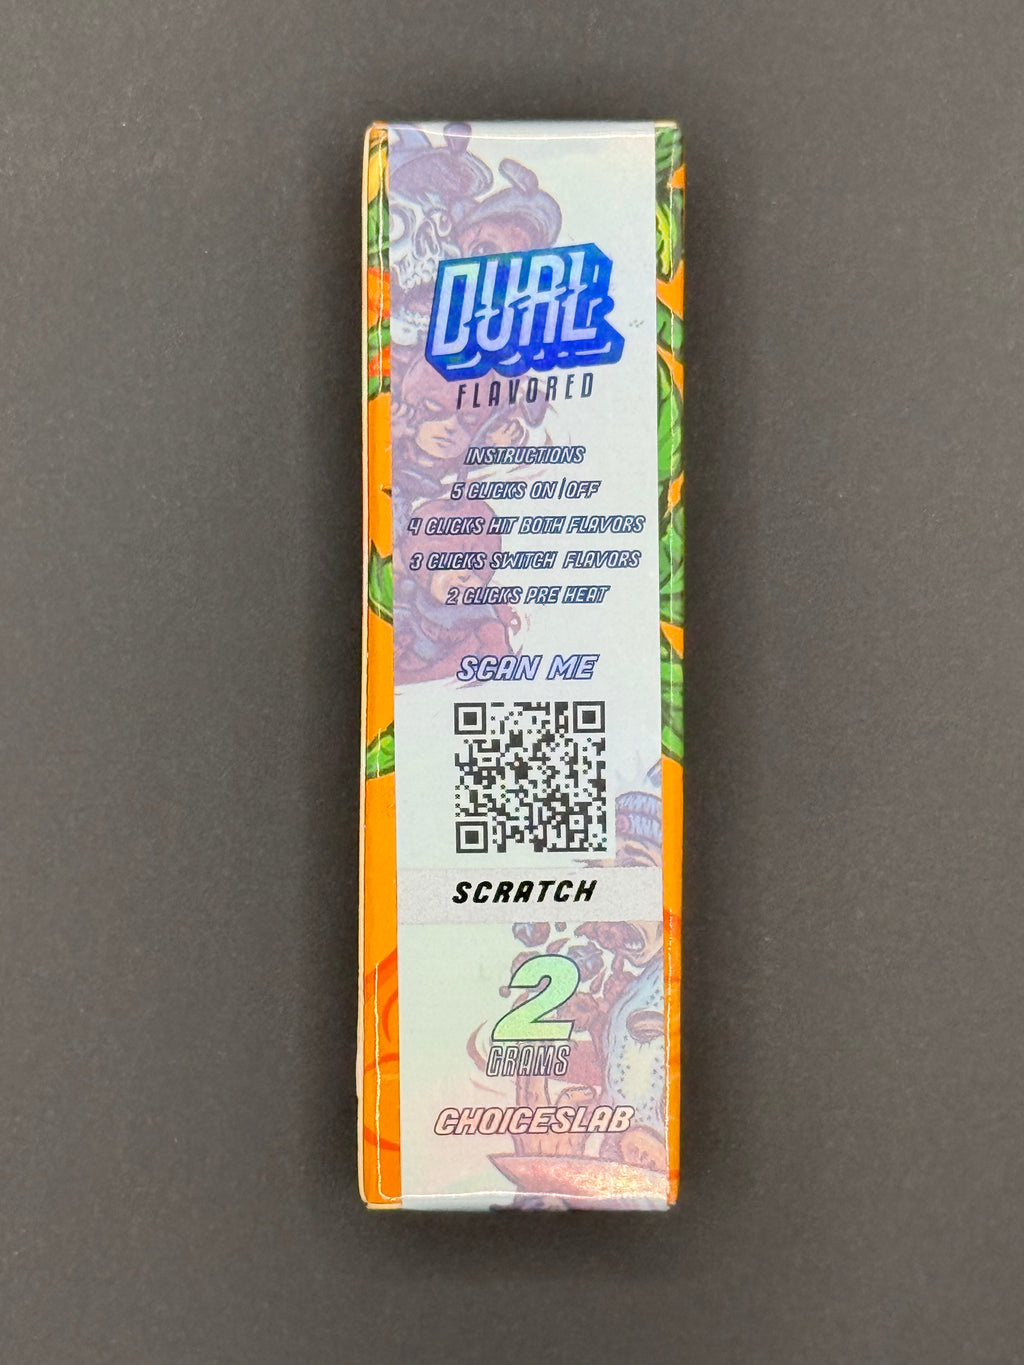 DUAL
FLAVORED
INSTRUCTIONS
5 CLICKS ON/OFF
4 CLICKS HIT BOTH FLAVORS
3 CLICKS SWITCH FLAVORS
2 CLICKS PRE HEAT
SCAN ME
SCRATCH
2
GRAMS
CHOICESLAB